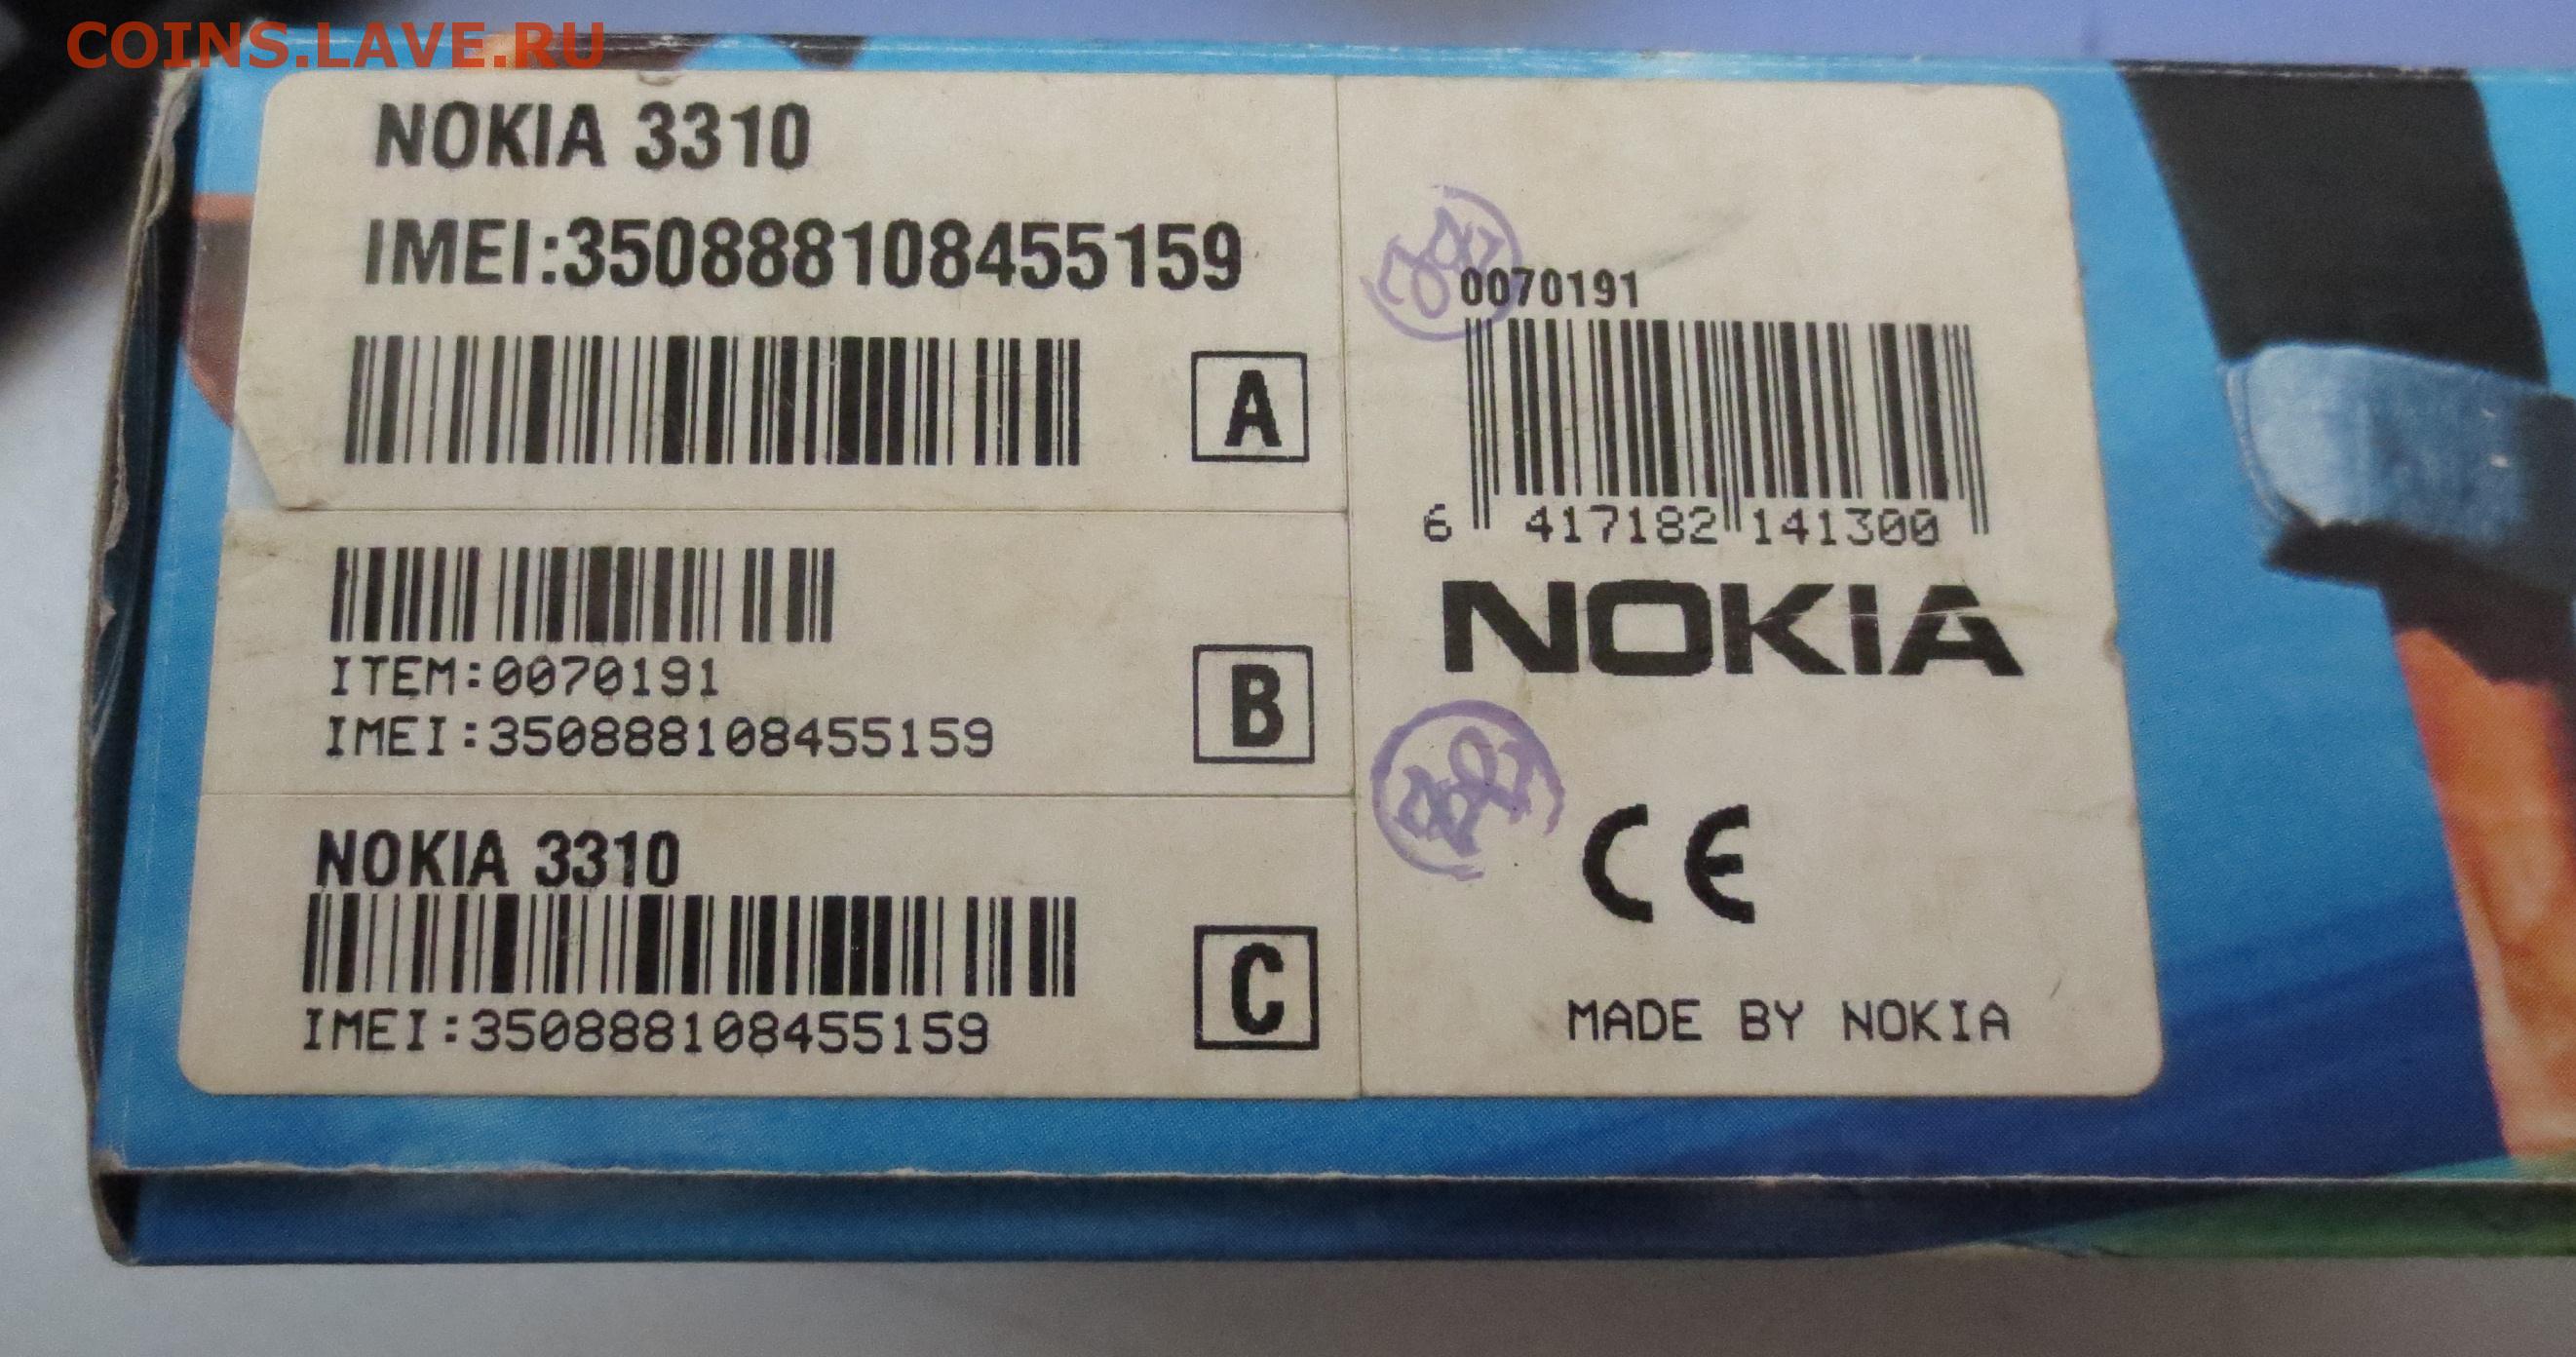 COINS.LAVE.RU
NOKIA 3310
IMEI:350888108455159
A
ITEM:0070191
IMEI:350888108455159
B
NOKIA 3310
IMEI:350888108455159
C
0070191
6 417182 141300
NOKIA
CE
MADE BY NOKIA